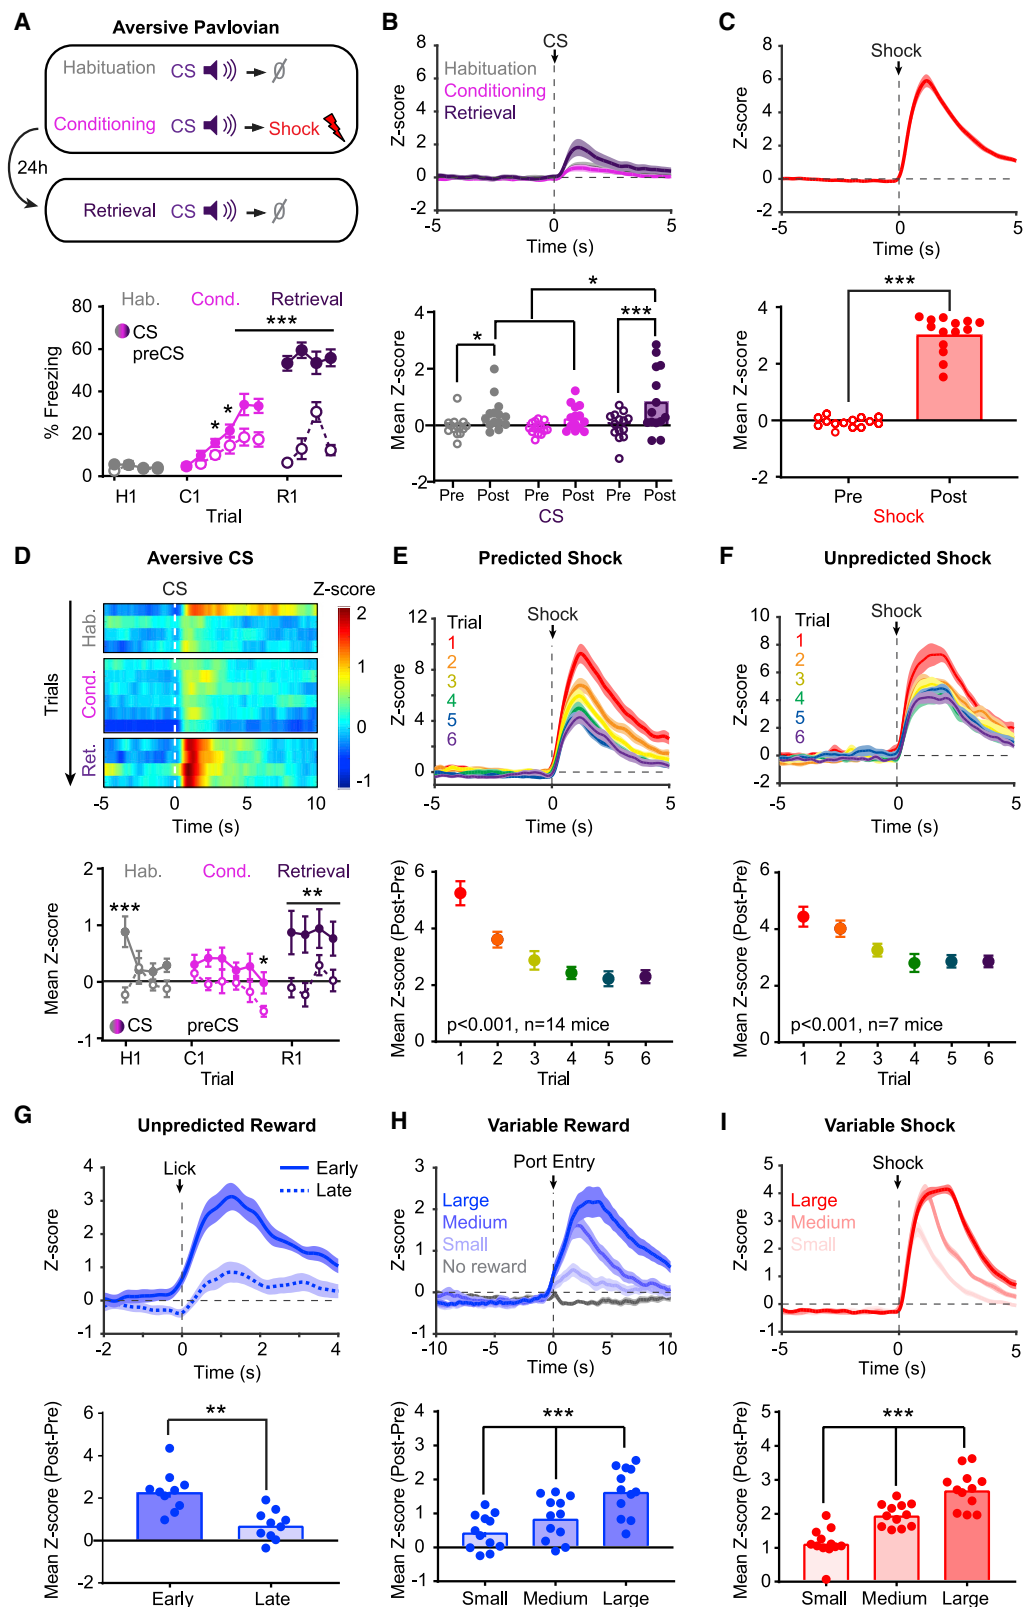 A
Aversive Pavlovian
Habituation CS → ∅
Conditioning CS → Shock
24h
Retrieval CS → ∅
Hab. Cond. Retrieval
***
CS
preCS
*
*
% Freezing
80
60
40
20
0
H1 C1 R1
Trial
B
CS
Habituation
Conditioning
Retrieval
Z-score
8
6
4
2
0
-2
-5 0 5
Time (s)
*
*
***
Mean Z-score
4
2
0
-2
Pre Post Pre Post Pre Post
CS
C
Shock
Z-score
8
6
4
2
0
-2
-5 0 5
Time (s)
***
Mean Z-score
4
2
0
-2
Pre Post
Shock
D
Aversive CS
CS
Z-score
Trials
Hab.
Cond.
Ret.
2
1
0
-1
-5 0 5 10
Time (s)
Hab. Cond. Retrieval
***
**
*
Mean Z-score
2
1
0
-1
CS preCS
H1 C1 R1
Trial
E
Predicted Shock
Shock
Trial
1
2
3
4
5
6
Z-score
12
8
4
0
-5 0 5
Time (s)
Mean Z-score (Post-Pre)
6
4
2
0
p<0.001, n=14 mice
1 2 3 4 5 6
Trial
F
Unpredicted Shock
Shock
Trial
1
2
3
4
5
6
Z-score
10
8
6
4
2
0
-2
-5 0 5
Time (s)
Mean Z-score (Post-Pre)
6
4
2
0
p<0.001, n=7 mice
1 2 3 4 5 6
Trial
G
Unpredicted Reward
Lick
Early
Late
Z-score
4
3
2
1
0
-1
-2 0 2 4
Time (s)
**
Mean Z-score (Post-Pre)
6
4
2
0
-2
Early Late
H
Variable Reward
Port Entry
Large
Medium
Small
No reward
Z-score
3
2
1
0
-1
-10 -5 0 5 10
Time (s)
***
Mean Z-score (Post-Pre)
4
3
2
1
0
-1
Small Medium Large
I
Variable Shock
Shock
Large
Medium
Small
Z-score
5
4
3
2
1
0
-1
-5 0 5
Time (s)
***
Mean Z-score (Post-Pre)
5
4
3
2
1
0
Small Medium Large